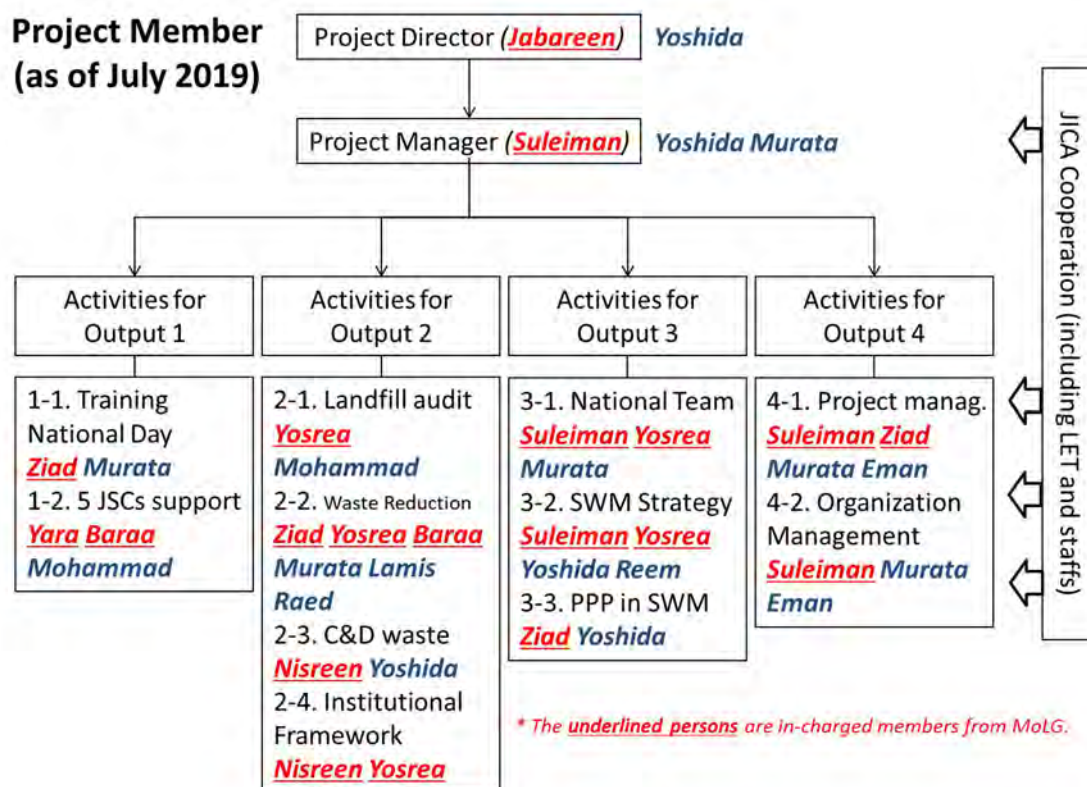 Project Member
(as of July 2019)
Project Director (Jabareen)
Yoshida
Project Manager (Suleiman)
Yoshida Murata
JICA Cooperation (including LET and staffs)
Activities for
Output 1
1-1. Training
National Day
Ziad Murata
1-2. 5 JSCs support
Yara Baraa
Mohammad
Activities for
Output 2
2-1. Landfill audit
Yosrea
Mohammad
2-2. Waste Reduction
Ziad Yosrea Baraa
Murata Lamis
Raed
2-3. C&D waste
Nisreen Yoshida
2-4. Institutional
Framework
Nisreen Yosrea
Activities for
Output 3
3-1. National Team
Suleiman Yosrea
Murata
3-2. SWM Strategy
Suleiman Yosrea
Yoshida Reem
3-3. PPP in SWM
Ziad Yoshida
Activities for
Output 4
4-1. Project manag.
Suleiman Ziad
Murata Eman
4-2. Organization
Management
Suleiman Murata
Eman
* The underlined persons are in-charged members from MoLG.